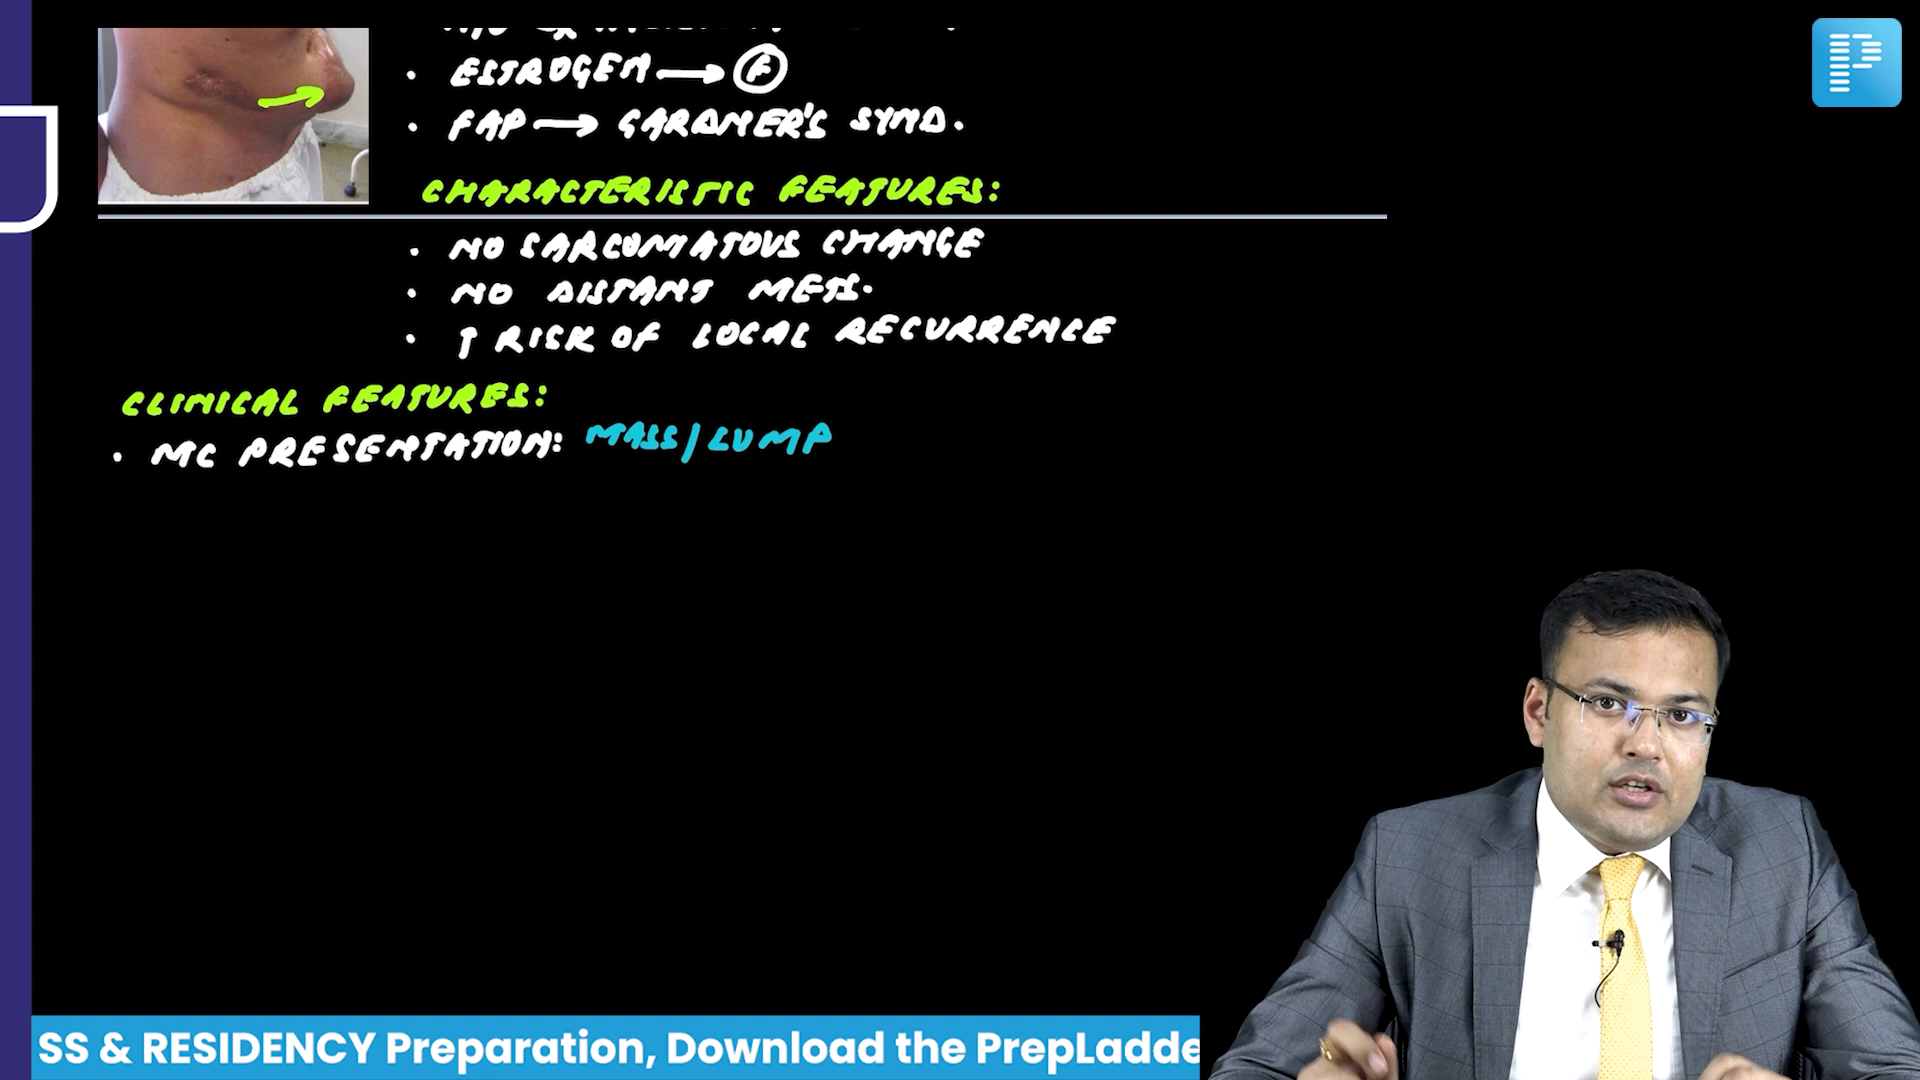 • ESTROGEN → F
• FAP → GARDNER'S SYND.
CHARACTERISTIC FEATURES:
• NO SARCOMATOUS CHANGE
• NO DISTANT METS.
• ↑ RISK OF LOCAL RECURRENCE
CLINICAL FEATURES:
• MC PRESENTATION: MASS/LUMP
SS & RESIDENCY Preparation, Download the PrepLadde